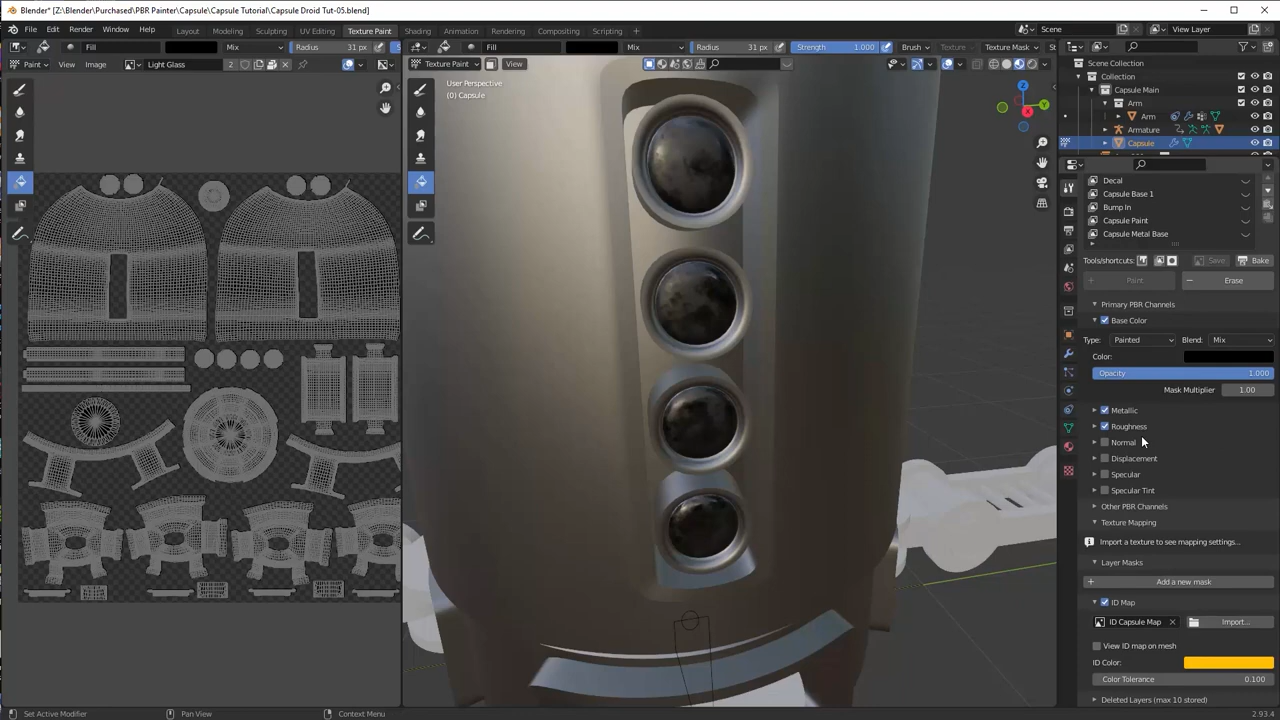 Blender* [Z:\Blender\Purchased\PBR Painter\Capsule\Capsule Tutorial\Capsule Droid Tut-05.blend]
File Edit Render Window Help Layout Modeling Sculpting UV Editing Texture Paint Shading Animation Rendering Compositing Scripting + Scene View Layer
Fill Mix Radius 31 px Fill Mix Radius 31 px Strength 1.000 Brush Texture Texture Mask
Paint View Image Light Glass 2 Texture Paint View
Scene Collection
Collection
Capsule Main
Arm
Arm
Armature
Capsule
User Perspective
(0) Capsule
Z
Y
X
Decal
Capsule Base 1
Bump In
Capsule Paint
Capsule Metal Base
Tools/shortcuts: Save Bake
Paint Erase
Primary PBR Channels
Base Color
Type: Painted Blend: Mix
Color:
Opacity 1.000
Mask Multiplier 1.00
Metallic
Roughness
Normal
Displacement
Specular
Specular Tint
Other PBR Channels
Texture Mapping
Import a texture to see mapping settings...
Layer Masks
+ Add a new mask
ID Map
ID Capsule Map Import...
View ID map on mesh
ID Color:
Color Tolerance 0.100
Deleted Layers (max 10 stored)
Set Active Modifier Pan View Context Menu 2.93.4